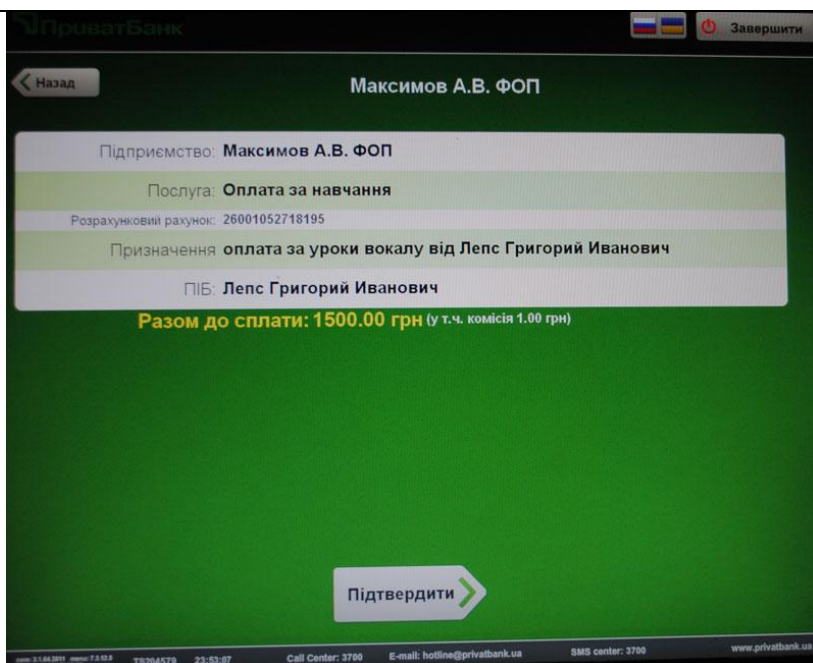 ПриватБанк
Завершити
Назад
Максимов А.В. ФОП
Підприємство: Максимов А.В. ФОП
Послуга: Оплата за навчання
Розрахунковий рахунок: 26001052718195
Призначення оплата за уроки вокалу від Лепс Григорий Иванович
ПІБ: Лепс Григорий Иванович
Разом до сплати: 1500.00 грн (у т.ч. комісія 1.00 грн)
Підтвердити
TS204579 23:53:07 Call Center: 3700 E-mail: hotline@privatbank.ua SMS center: 3700 www.privatbank.ua